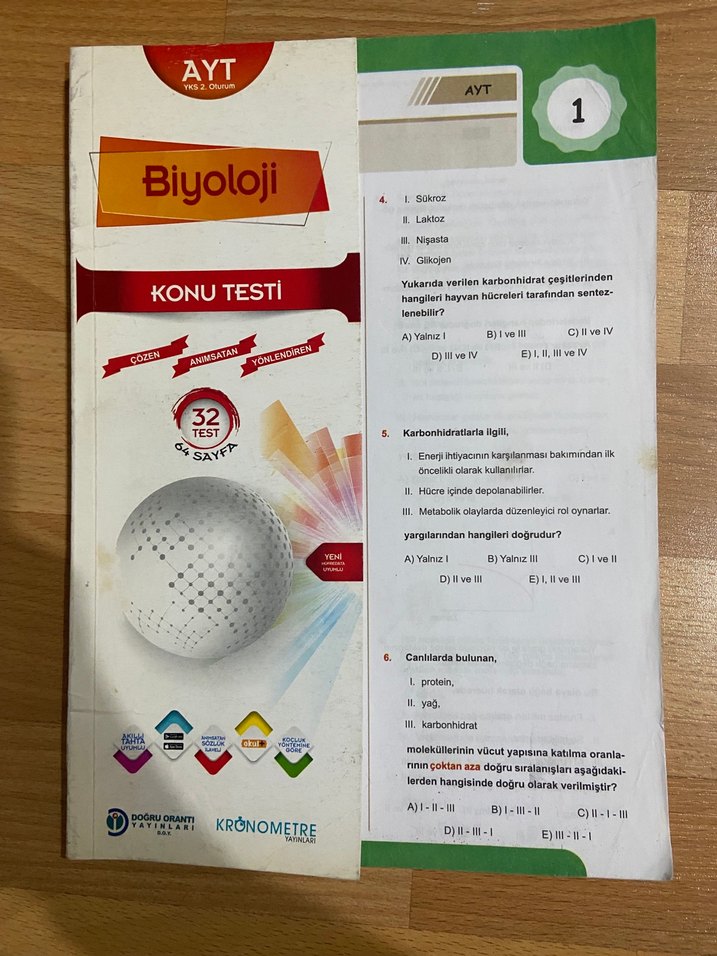 AYT
YKS 2. Oturum
Biyoloji
KONU TESTİ
ÇÖZEN
ANIMSATAN
YÖNLENDİREN
32
TEST
64 SAYFA
YENİ
MÜFREDATA
UYUMLU
AKILLI
TAHTA
UYUMLU
ANIMSATAN
SÖZLÜK
İLAVELİ
okul+
KOÇLUK
YÖNTEMİNE
GÖRE
DOĞRU ORANTI
YAYINLARI
KRONOMETRE
YAYINLARI
AYT
1
4. I. Sükroz
II. Laktoz
III. Nişasta
IV. Glikojen
Yukarıda verilen karbonhidrat çeşitlerinden
hangileri hayvan hücreleri tarafından sentez-
lenebilir?
A) Yalnız I B) I ve III C) II ve IV
D) III ve IV E) I, II, III ve IV
5. Karbonhidratlarla ilgili,
I. Enerji ihtiyacının karşılanması bakımından ilk
öncelikli olarak kullanılırlar.
II. Hücre içinde depolanabilirler.
III. Metabolik olaylarda düzenleyici rol oynarlar.
yargılarından hangileri doğrudur?
A) Yalnız I B) Yalnız III C) I ve II
D) II ve III E) I, II ve III
6. Canlılarda bulunan,
I. protein,
II. yağ,
III. karbonhidrat
moleküllerinin vücut yapısına katılma oranla-
rının çoktan aza doğru sıralanışları aşağıdaki-
lerden hangisinde doğru olarak verilmiştir?
A) I - II - III B) I - III - II C) II - I - III
D) II - III - I E) III - II - I